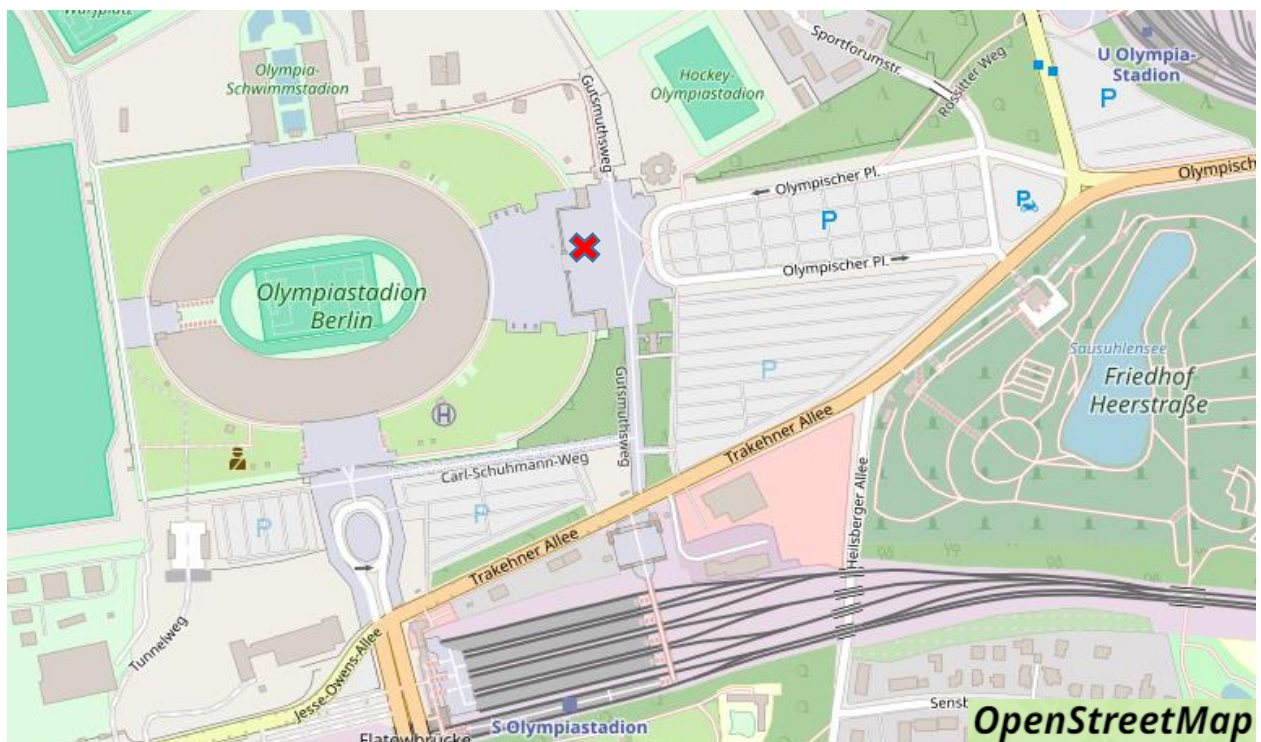 Wurfplatz
Olympia-
Schwimmstadion
Gutsmuthsweg
Hockey-
Olympiastadion
Sportforumstr.
Rossitter Weg
U Olympia-
Stadion
P
Olympisch
Olympischer Pl.
P
P
Olympischer Pl.
Olympiastadion
Berlin
Sausuhlensee
Friedhof
Heerstraße
P
H
Gutsmuthsweg
Trakehner Allee
Carl-Schuhmann-Weg
Heilsberger Allee
P
P
Trakehner Allee
Tunnelweg
Jesse-Owens-Allee
S Olympiastadion
Flatowbrücke
Sensb
OpenStreetMap